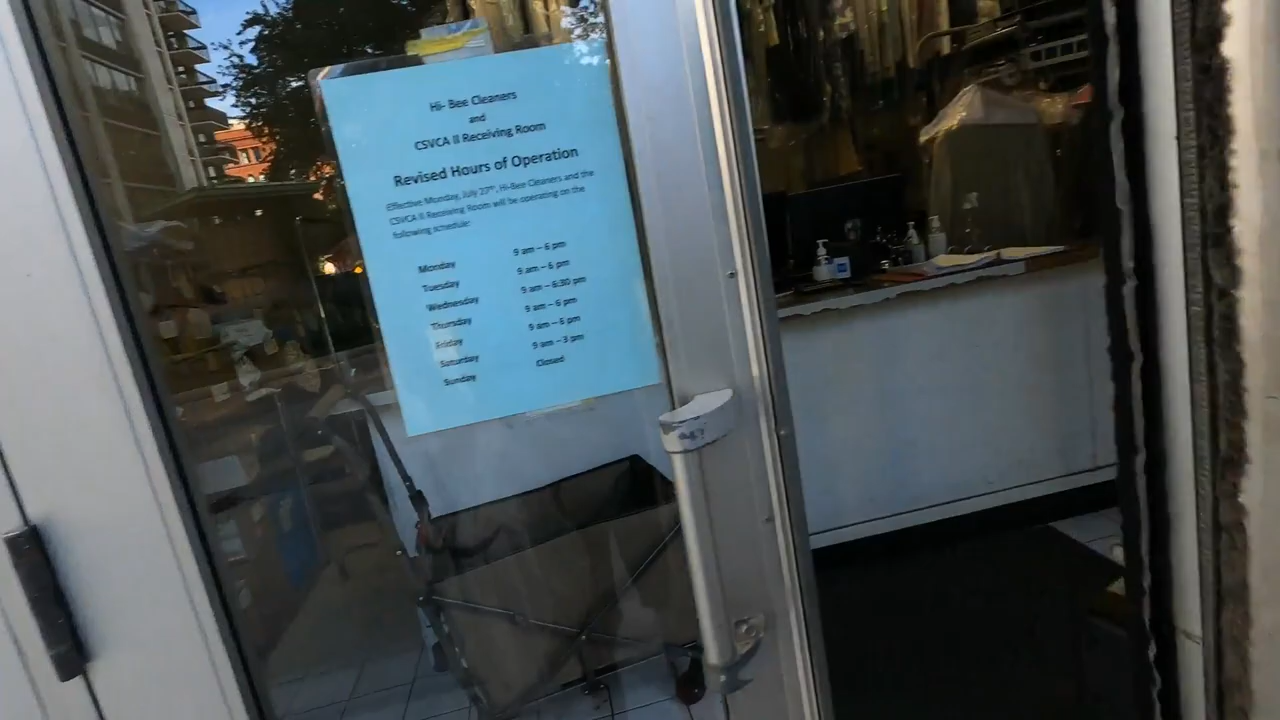 Hi- Bee Cleaners
and
CSVCA II Receiving Room
Revised Hours of Operation
Effective Monday, July 27th, Hi-Bee Cleaners and the
CSVCA II Receiving Room will be operating on the
following schedule:
Monday 9 am – 6 pm
Tuesday 9 am – 6 pm
Wednesday 9 am – 6:30 pm
Thursday 9 am – 6 pm
Friday 9 am – 6 pm
Saturday 9 am – 3 pm
Sunday Closed